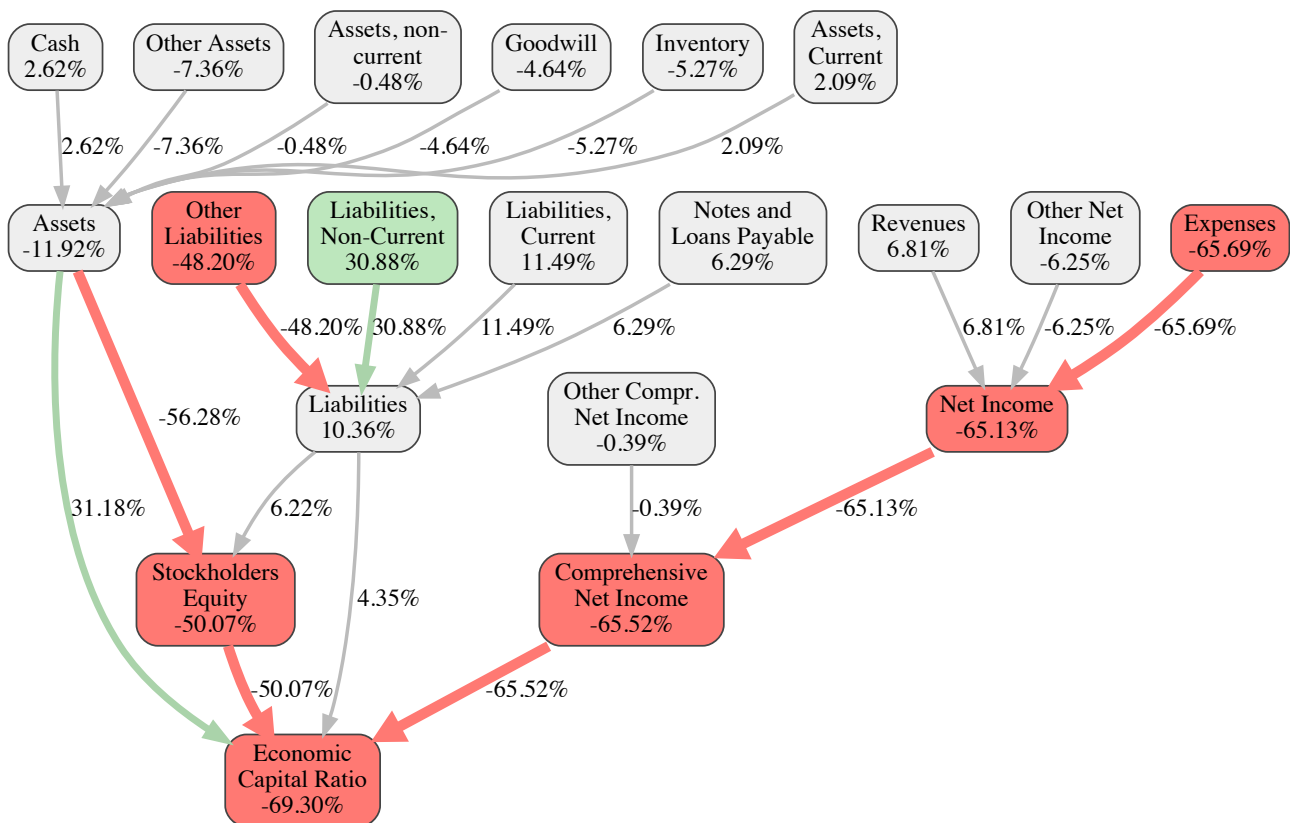 Cash
2.62%
Other Assets
-7.36%
Assets, non-
current
-0.48%
Goodwill
-4.64%
Inventory
-5.27%
Assets,
Current
2.09%
2.62%
-7.36%
-0.48%
-4.64%
-5.27%
2.09%
Assets
-11.92%
Other
Liabilities
-48.20%
Liabilities,
Non-Current
30.88%
Liabilities,
Current
11.49%
Notes and
Loans Payable
6.29%
Revenues
6.81%
Other Net
Income
-6.25%
Expenses
-65.69%
-48.20%
30.88%
11.49%
6.29%
6.81%
-6.25%
-65.69%
-56.28%
Liabilities
10.36%
Other Compr.
Net Income
-0.39%
Net Income
-65.13%
31.18%
6.22%
-0.39%
-65.13%
Stockholders
Equity
-50.07%
4.35%
Comprehensive
Net Income
-65.52%
-50.07%
-65.52%
Economic
Capital Ratio
-69.30%